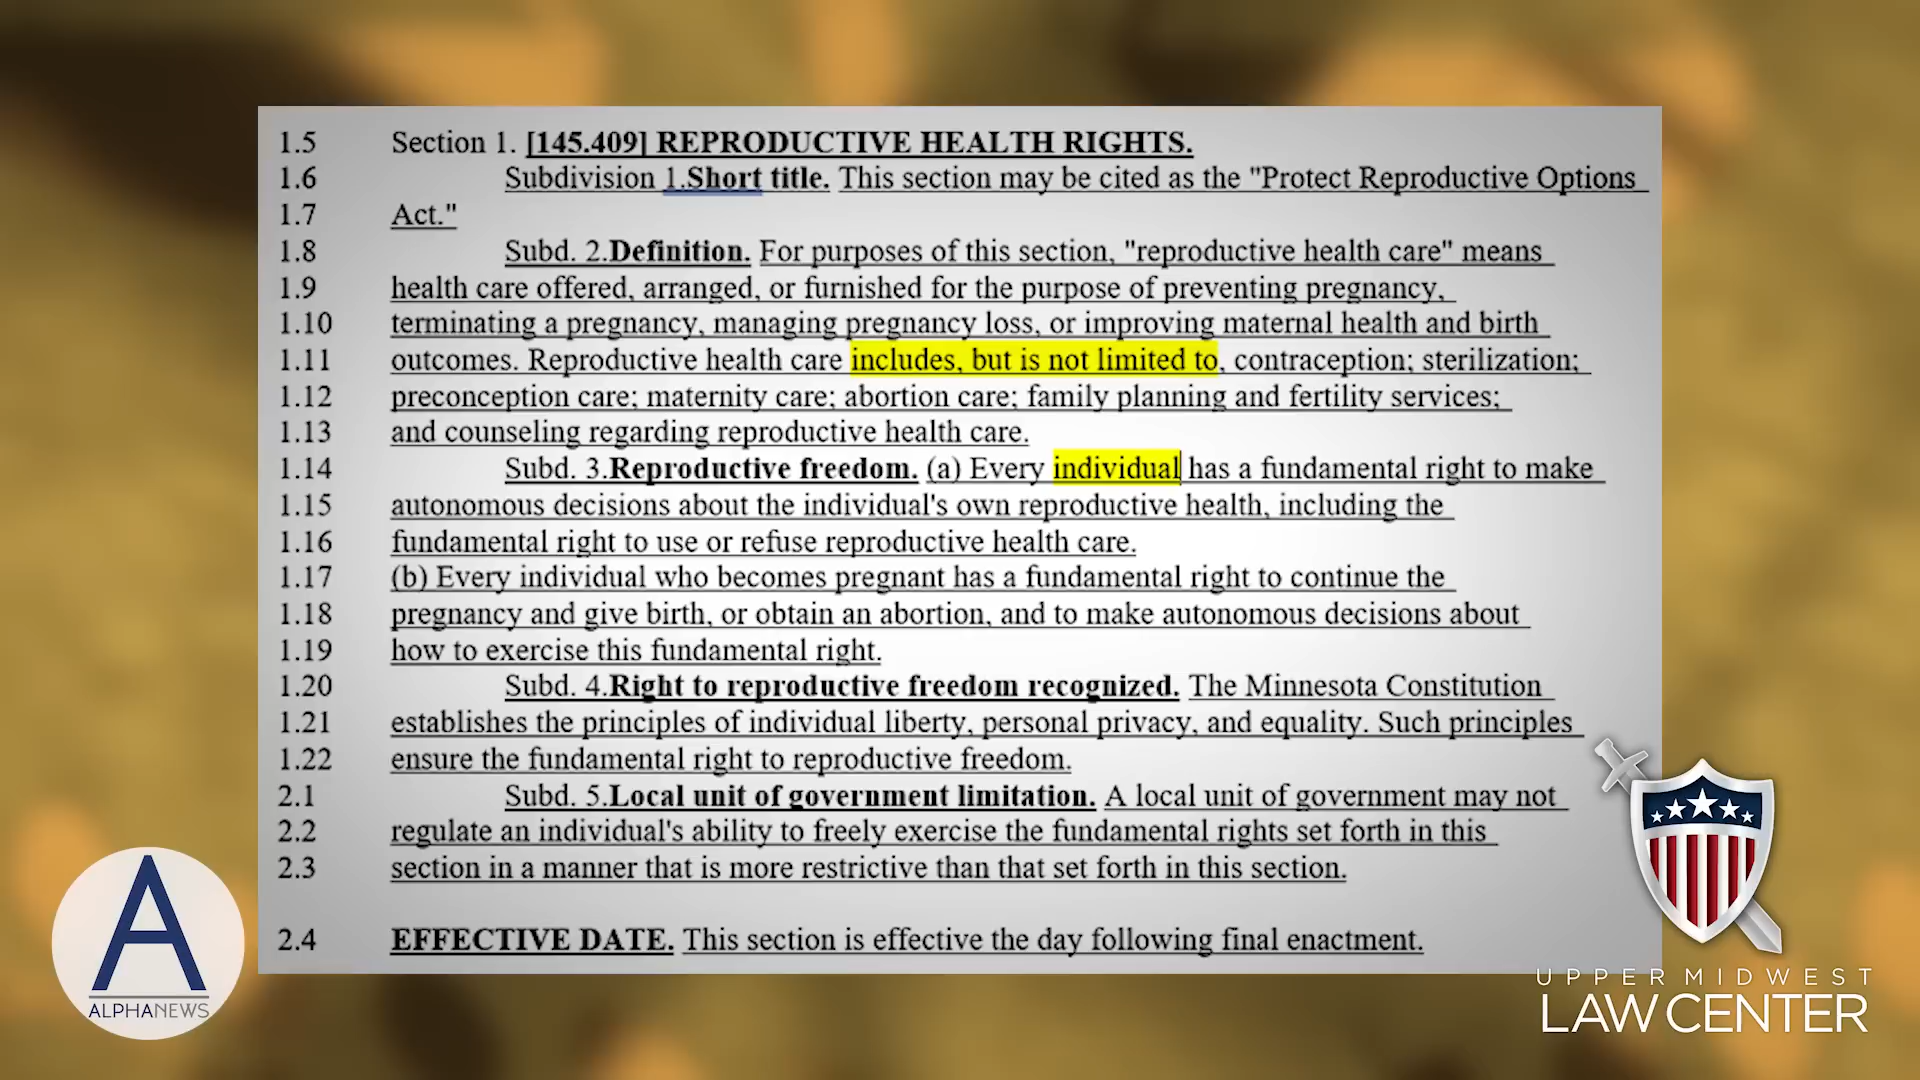 1.5 Section 1. [145.409] REPRODUCTIVE HEALTH RIGHTS.
1.6 Subdivision 1.Short title. This section may be cited as the "Protect Reproductive Options
1.7 Act."
1.8 Subd. 2.Definition. For purposes of this section, "reproductive health care" means
1.9 health care offered, arranged, or furnished for the purpose of preventing pregnancy,
1.10 terminating a pregnancy, managing pregnancy loss, or improving maternal health and birth
1.11 outcomes. Reproductive health care includes, but is not limited to, contraception; sterilization;
1.12 preconception care; maternity care; abortion care; family planning and fertility services;
1.13 and counseling regarding reproductive health care.
1.14 Subd. 3.Reproductive freedom. (a) Every individual has a fundamental right to make
1.15 autonomous decisions about the individual's own reproductive health, including the
1.16 fundamental right to use or refuse reproductive health care.
1.17 (b) Every individual who becomes pregnant has a fundamental right to continue the
1.18 pregnancy and give birth, or obtain an abortion, and to make autonomous decisions about
1.19 how to exercise this fundamental right.
1.20 Subd. 4.Right to reproductive freedom recognized. The Minnesota Constitution
1.21 establishes the principles of individual liberty, personal privacy, and equality. Such principles
1.22 ensure the fundamental right to reproductive freedom.
2.1 Subd. 5.Local unit of government limitation. A local unit of government may not
2.2 regulate an individual's ability to freely exercise the fundamental rights set forth in this
2.3 section in a manner that is more restrictive than that set forth in this section.
2.4 EFFECTIVE DATE. This section is effective the day following final enactment.
A
ALPHANEWS
UPPER MIDWEST
LAW CENTER